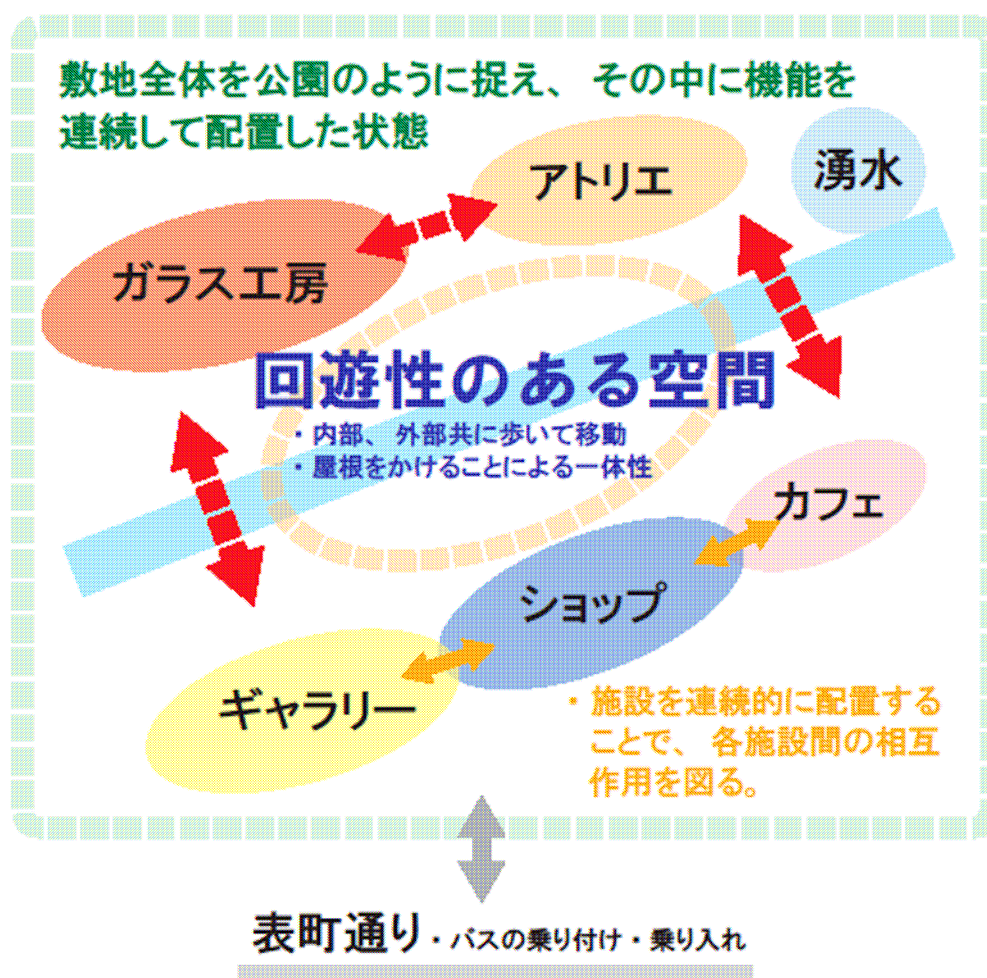 敷地全体を公園のように捉え、その中に機能を
連続して配置した状態
アトリエ
湧水
ガラス工房
回遊性のある空間
・内部、外部共に歩いて移動
・屋根をかけることによる一体性
カフェ
ショップ
ギャラリー
・施設を連続的に配置する
ことで、各施設間の相互
作用を図る。
表町通り・バスの乗り付け・乗り入れ